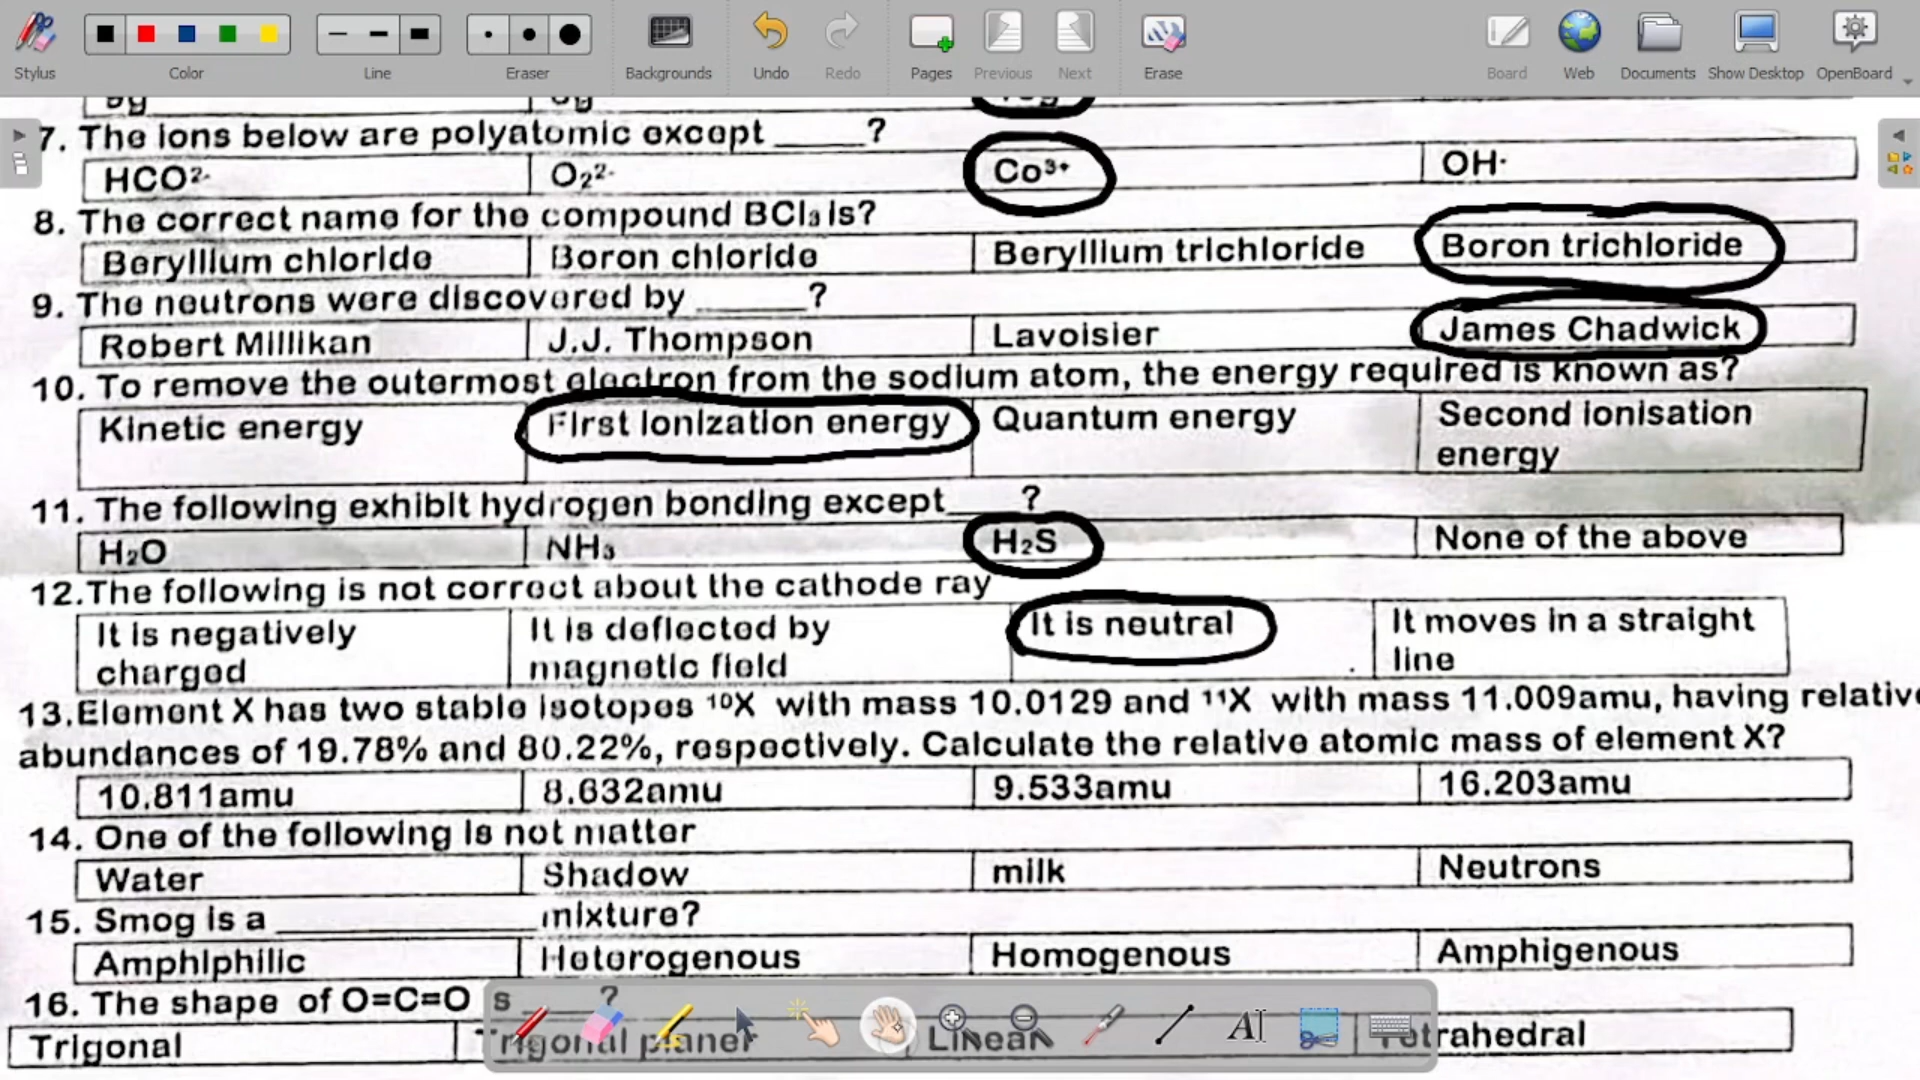 Stylus Color Line Eraser Backgrounds Undo Redo Pages Previous Next Erase Board Web Documents Show Desktop OpenBoard
7. The ions below are polyatomic except _____?
HCO²⁻ O₂²⁻ Co³⁺ OH⁻
8. The correct name for the compound BCl₃ is?
Beryllium chloride Boron chloride Beryllium trichloride Boron trichloride
9. The neutrons were discovered by ______?
Robert Millikan J.J. Thompson Lavoisier James Chadwick
10. To remove the outermost electron from the sodium atom, the energy required is known as?
Kinetic energy First ionization energy Quantum energy Second ionisation
energy
11. The following exhibit hydrogen bonding except____?
H₂O NH₃ H₂S None of the above
12.The following is not correct about the cathode ray
It is negatively It is deflected by It is neutral It moves in a straight
charged magnetic field line
13.Element X has two stable isotopes ¹⁰X with mass 10.0129 and ¹¹X with mass 11.009amu, having relative
abundances of 19.78% and 80.22%, respectively. Calculate the relative atomic mass of element X?
10.811amu 8.632amu 9.533amu 16.203amu
14. One of the following is not matter
Water Shadow milk Neutrons
15. Smog is a ______________mixture?
Amphiphilic Heterogenous Homogenous Amphigenous
16. The shape of O=C=O s _____?
Trigonal Trigonal planer Linear Tetrahedral